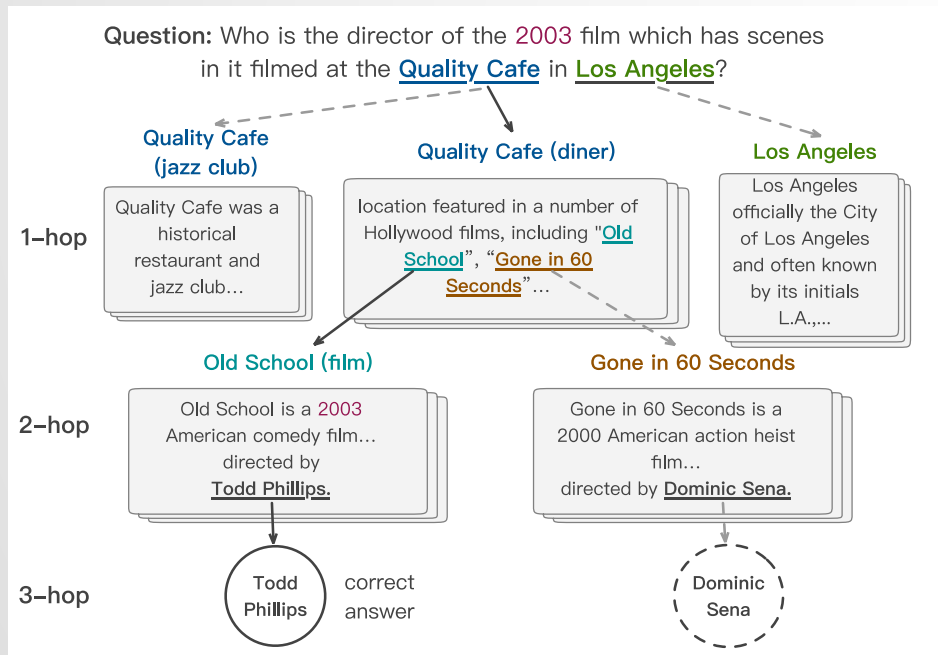 Question: Who is the director of the 2003 film which has scenes
in it filmed at the Quality Cafe in Los Angeles?
Quality Cafe
(jazz club)
Quality Cafe (diner)
Los Angeles
1-hop
Quality Cafe was a
historical
restaurant and
jazz club...
location featured in a number of
Hollywood films, including "Old
School”, “Gone in 60
Seconds”...
Los Angeles
officially the City
of Los Angeles
and often known
by its initials
L.A.,...
Old School (film)
Gone in 60 Seconds
2-hop
Old School is a 2003
American comedy film...
directed by
Todd Phillips.
Gone in 60 Seconds is a
2000 American action heist
film...
directed by Dominic Sena.
3-hop
Todd
Phillips
correct
answer
Dominic
Sena